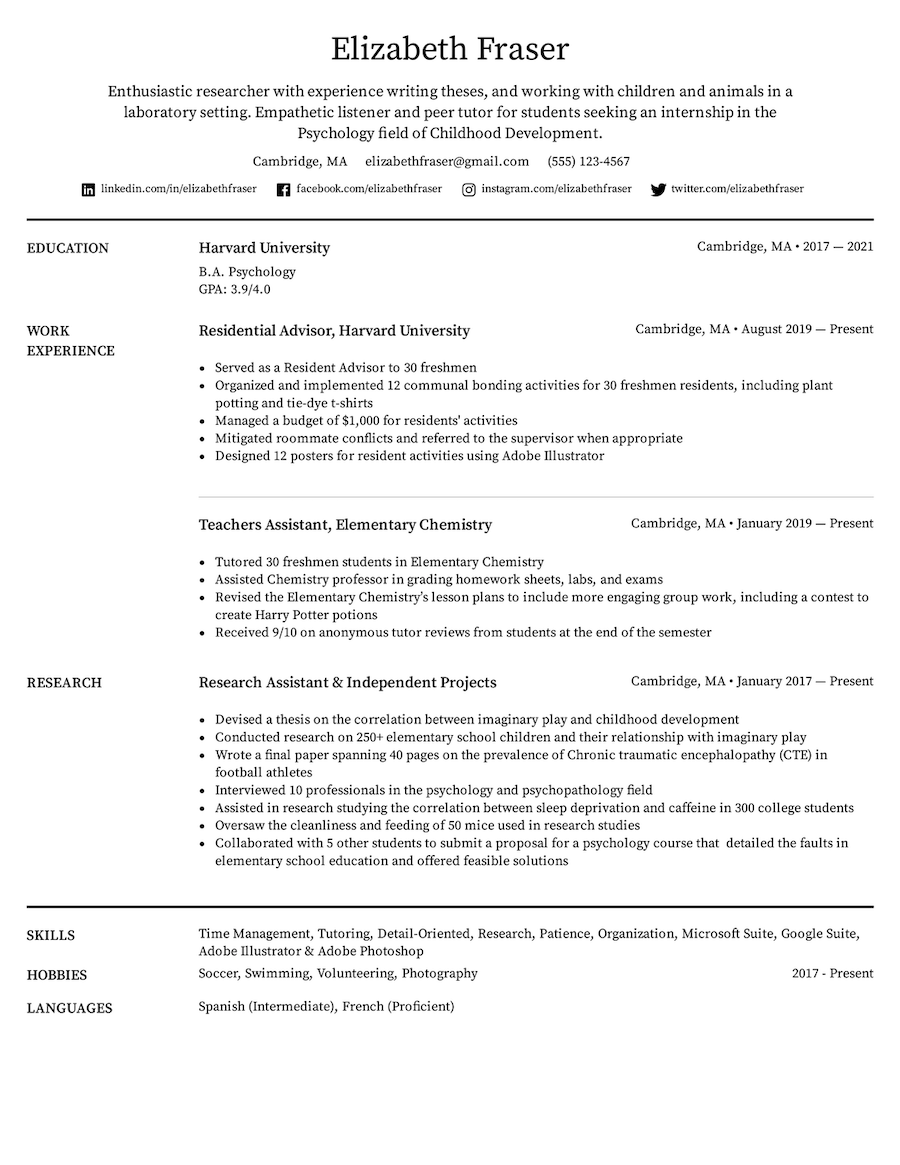 Elizabeth Fraser
Enthusiastic researcher with experience writing theses, and working with children and animals in a
laboratory setting. Empathetic listener and peer tutor for students seeking an internship in the
Psychology field of Childhood Development.
Cambridge, MA elizabethfraser@gmail.com (555) 123-4567
linkedin.com/in/elizabethfraser facebook.com/elizabethfraser instagram.com/elizabethfraser twitter.com/elizabethfraser
EDUCATION
Harvard University Cambridge, MA • 2017 — 2021
B.A. Psychology
GPA: 3.9/4.0
WORK
EXPERIENCE
Residential Advisor, Harvard University Cambridge, MA • August 2019 — Present
• Served as a Resident Advisor to 30 freshmen
• Organized and implemented 12 communal bonding activities for 30 freshmen residents, including plant
potting and tie-dye t-shirts
• Managed a budget of $1,000 for residents' activities
• Mitigated roommate conflicts and referred to the supervisor when appropriate
• Designed 12 posters for resident activities using Adobe Illustrator
Teachers Assistant, Elementary Chemistry Cambridge, MA • January 2019 — Present
• Tutored 30 freshmen students in Elementary Chemistry
• Assisted Chemistry professor in grading homework sheets, labs, and exams
• Revised the Elementary Chemistry’s lesson plans to include more engaging group work, including a contest to
create Harry Potter potions
• Received 9/10 on anonymous tutor reviews from students at the end of the semester
RESEARCH
Research Assistant & Independent Projects Cambridge, MA • January 2017 — Present
• Devised a thesis on the correlation between imaginary play and childhood development
• Conducted research on 250+ elementary school children and their relationship with imaginary play
• Wrote a final paper spanning 40 pages on the prevalence of Chronic traumatic encephalopathy (CTE) in
football athletes
• Interviewed 10 professionals in the psychology and psychopathology field
• Assisted in research studying the correlation between sleep deprivation and caffeine in 300 college students
• Oversaw the cleanliness and feeding of 50 mice used in research studies
• Collaborated with 5 other students to submit a proposal for a psychology course that detailed the faults in
elementary school education and offered feasible solutions
SKILLS
Time Management, Tutoring, Detail-Oriented, Research, Patience, Organization, Microsoft Suite, Google Suite,
Adobe Illustrator & Adobe Photoshop
HOBBIES
Soccer, Swimming, Volunteering, Photography 2017 - Present
LANGUAGES
Spanish (Intermediate), French (Proficient)